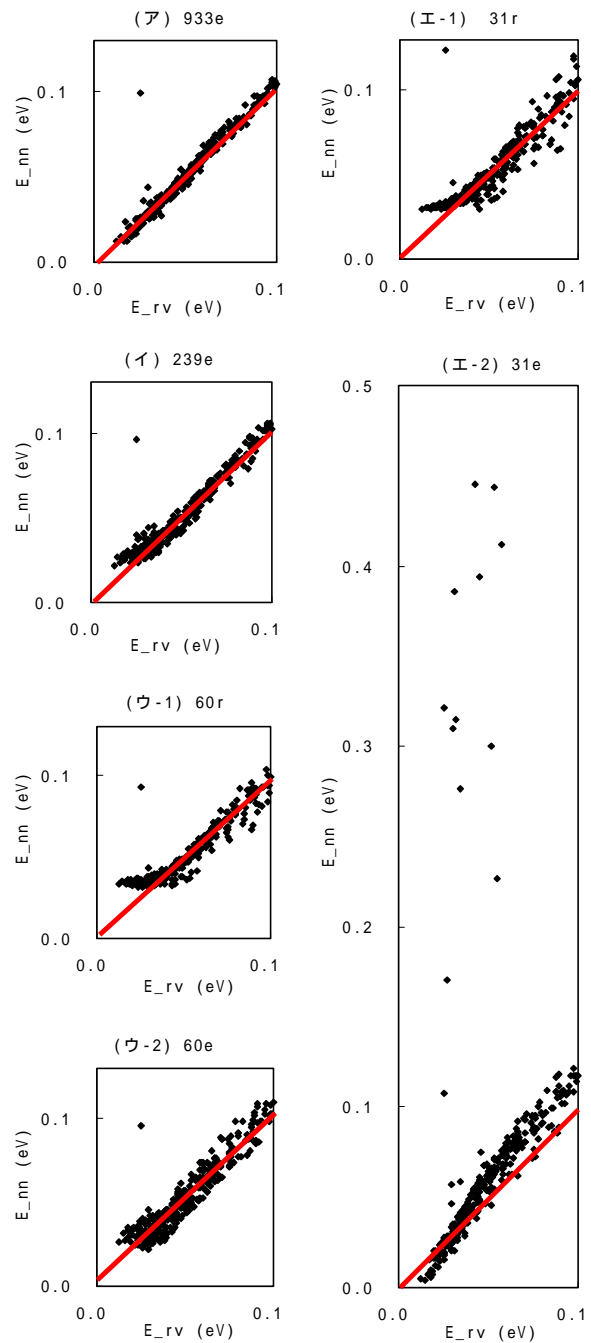 (ア) 933e
E_nn (eV)
0.1
0.0
0.0
0.1
E_rv (eV)
(イ) 239e
E_nn (eV)
0.1
0.0
0.0
0.1
E_rv (eV)
(ウ-1) 60r
E_nn (eV)
0.1
0.0
0.0
0.1
E_rv (eV)
(ウ-2) 60e
E_nn (eV)
0.1
0.0
0.0
0.1
E_rv (eV)
(エ-1) 31r
E_nn (eV)
0.1
0.0
0.0
0.1
E_rv (eV)
(エ-2) 31e
E_nn (eV)
0.5
0.4
0.3
0.2
0.1
0.0
0.0
0.1
E_rv (eV)